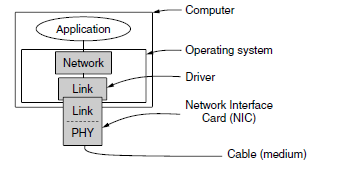 Computer
Application
Operating system
Network
Driver
Link
Link
Network Interface
Card (NIC)
PHY
Cable (medium)